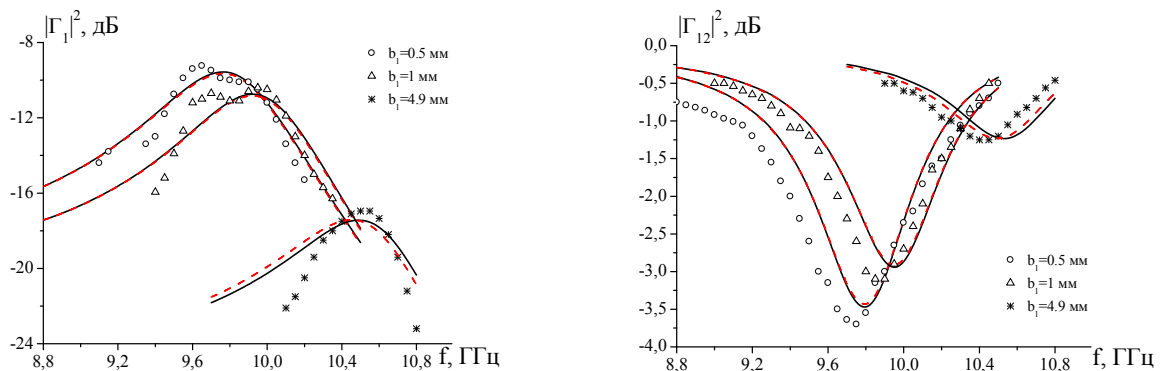 |Γ₁|², дБ
-8
-12
-16
-20
-24
8,8 9,2 9,6 10,0 10,4 10,8
f, ГГц
b₁=0.5 мм
b₁=1 мм
b₁=4.9 мм
|Γ₁₂|², дБ
0,0
-0,5
-1,0
-1,5
-2,0
-2,5
-3,0
-3,5
-4,0
8,8 9,2 9,6 10,0 10,4 10,8
f, ГГц
b₁=0.5 мм
b₁=1 мм
b₁=4.9 мм